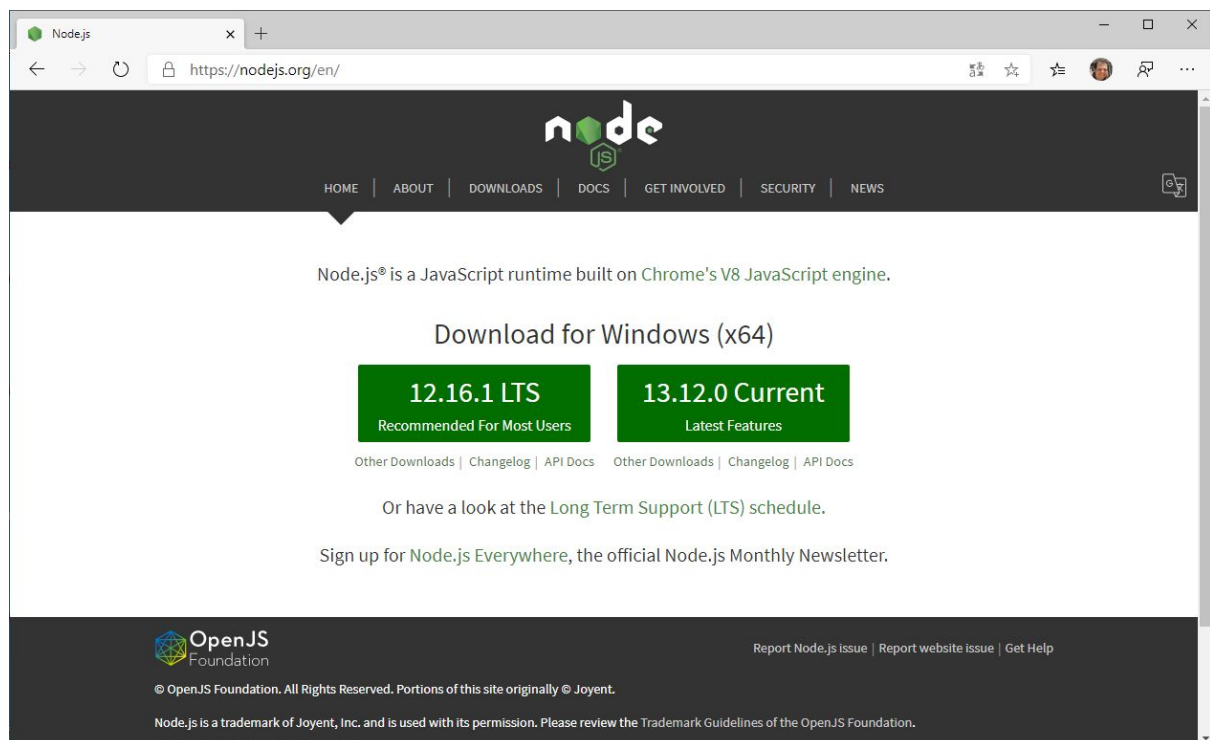 Node.js
https://nodejs.org/en/
node
JS
HOME | ABOUT | DOWNLOADS | DOCS | GET INVOLVED | SECURITY | NEWS
Node.js® is a JavaScript runtime built on Chrome's V8 JavaScript engine.
Download for Windows (x64)
12.16.1 LTS
Recommended For Most Users
13.12.0 Current
Latest Features
Other Downloads | Changelog | API Docs
Other Downloads | Changelog | API Docs
Or have a look at the Long Term Support (LTS) schedule.
Sign up for Node.js Everywhere, the official Node.js Monthly Newsletter.
OpenJS
Foundation
Report Node.js issue | Report website issue | Get Help
© OpenJS Foundation. All Rights Reserved. Portions of this site originally © Joyent.
Node.js is a trademark of Joyent, Inc. and is used with its permission. Please review the Trademark Guidelines of the OpenJS Foundation.